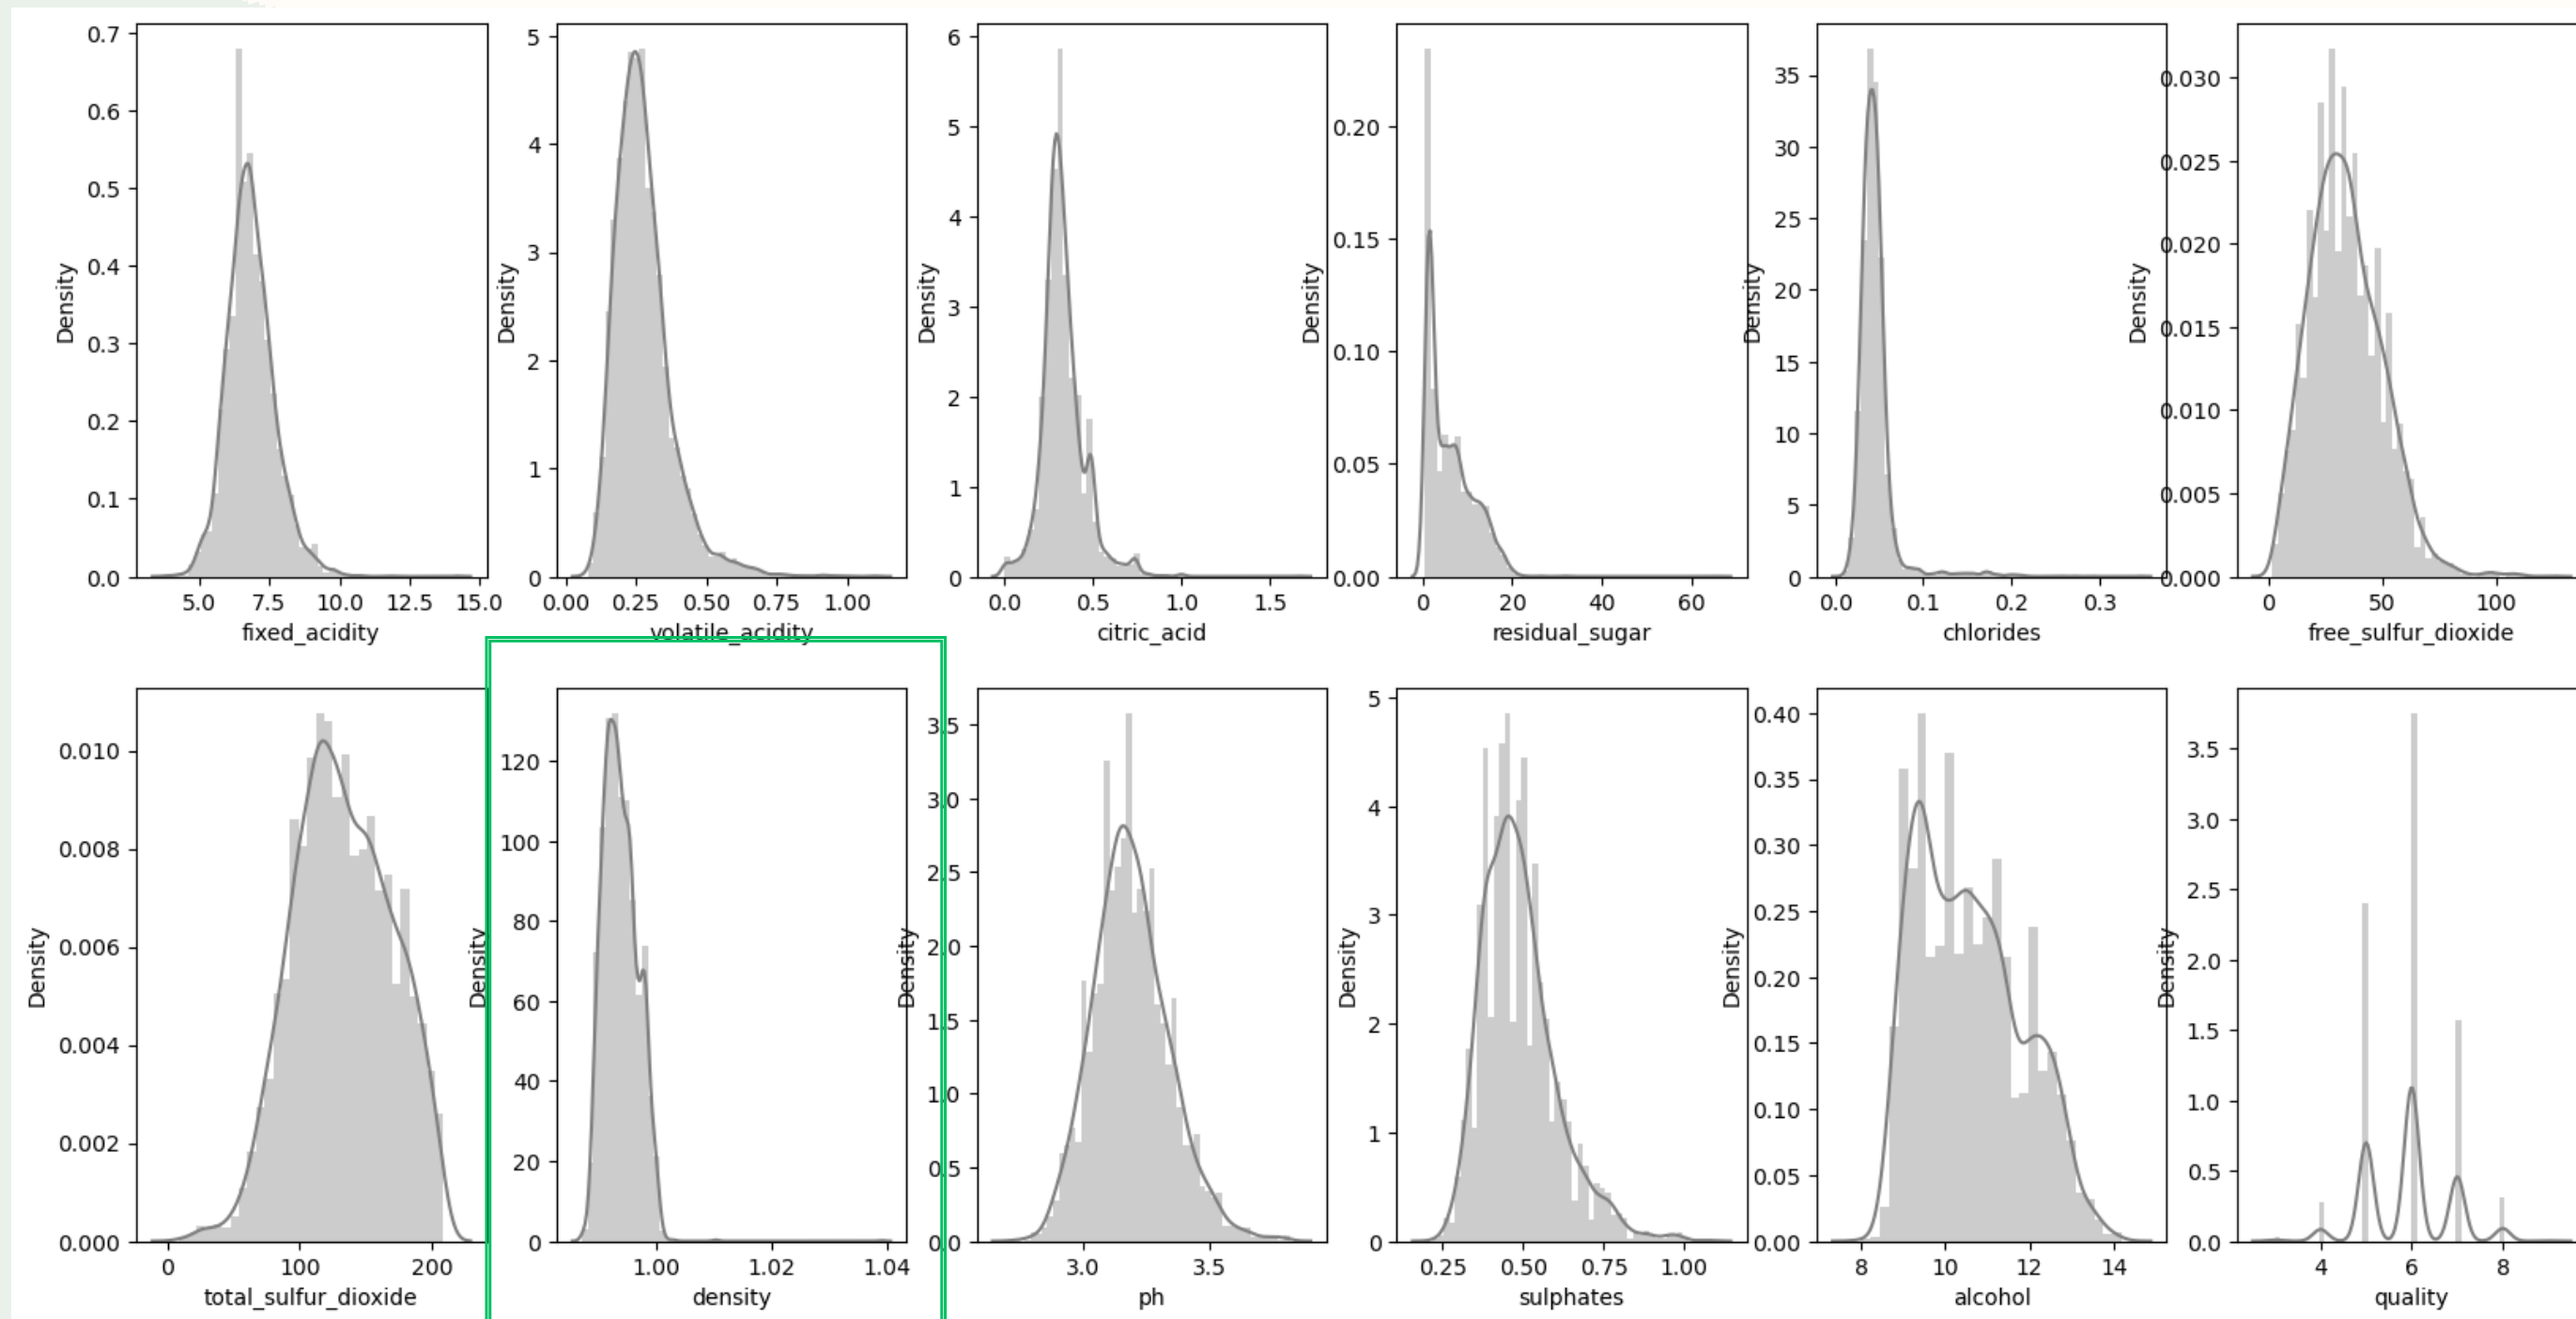 0.7
0.6
0.5
0.4
0.3
0.2
0.1
0.0
Density
5.0 7.5 10.0 12.5 15.0
fixed_acidity
5
4
3
2
1
0
Density
0.00 0.25 0.50 0.75 1.00
volatile_acidity
6
5
4
3
2
1
0
Density
0.0 0.5 1.0 1.5
citric_acid
0.20
0.15
0.10
0.05
0.00
Density
0 20 40 60
residual_sugar
35
30
25
20
15
10
5
0
Density
0.0 0.1 0.2 0.3
chlorides
0.030
0.025
0.020
0.015
0.010
0.005
0.000
Density
0 50 100
free_sulfur_dioxide
0.010
0.008
0.006
0.004
0.002
0.000
Density
0 100 200
total_sulfur_dioxide
120
100
80
60
40
20
0
Density
1.00 1.02 1.04
density
3.5
3.0
2.5
2.0
1.5
1.0
0.5
0.0
Density
3.0 3.5
ph
5
4
3
2
1
0
Density
0.25 0.50 0.75 1.00
sulphates
0.40
0.35
0.30
0.25
0.20
0.15
0.10
0.05
0.00
Density
8 10 12 14
alcohol
3.5
3.0
2.5
2.0
1.5
1.0
0.5
0.0
Density
4 6 8
quality